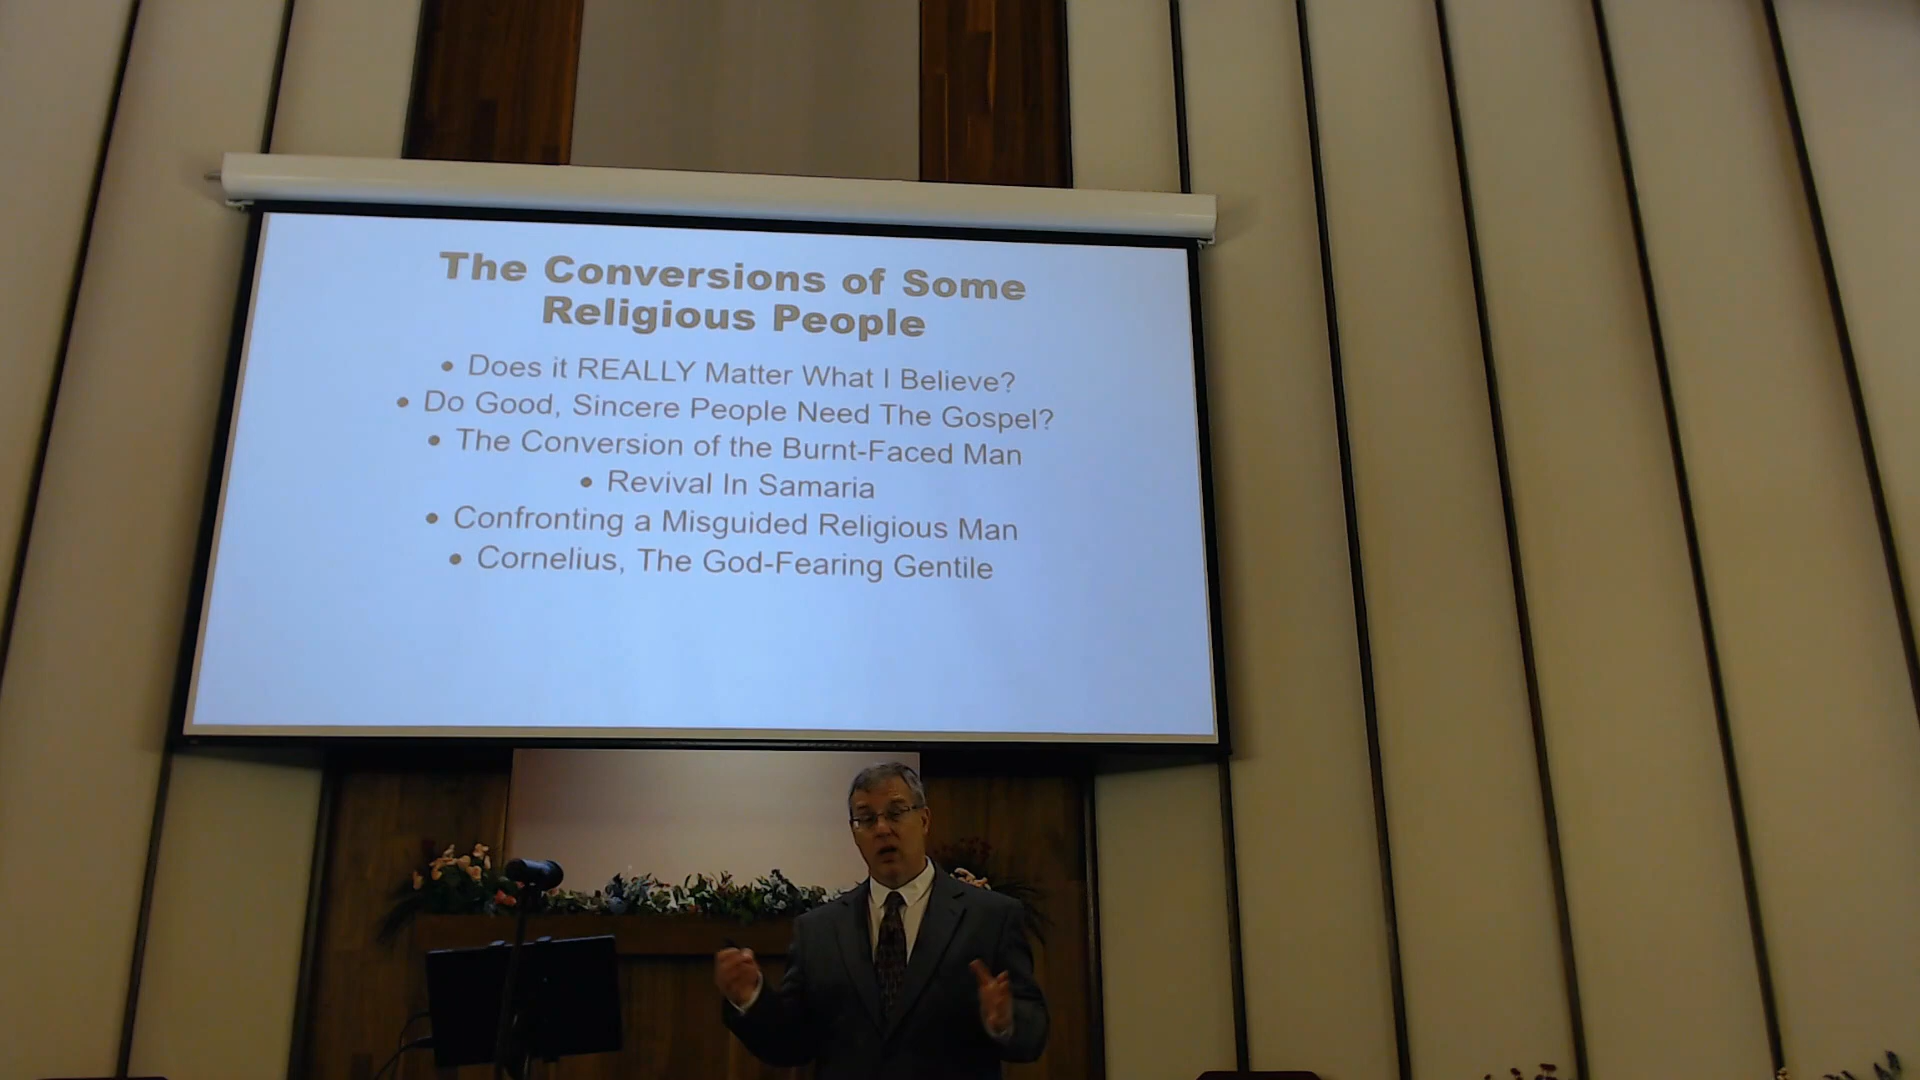 The Conversions of Some
Religious People
• Does it REALLY Matter What I Believe?
• Do Good, Sincere People Need The Gospel?
• The Conversion of the Burnt-Faced Man
• Revival In Samaria
• Confronting a Misguided Religious Man
• Cornelius, The God-Fearing Gentile